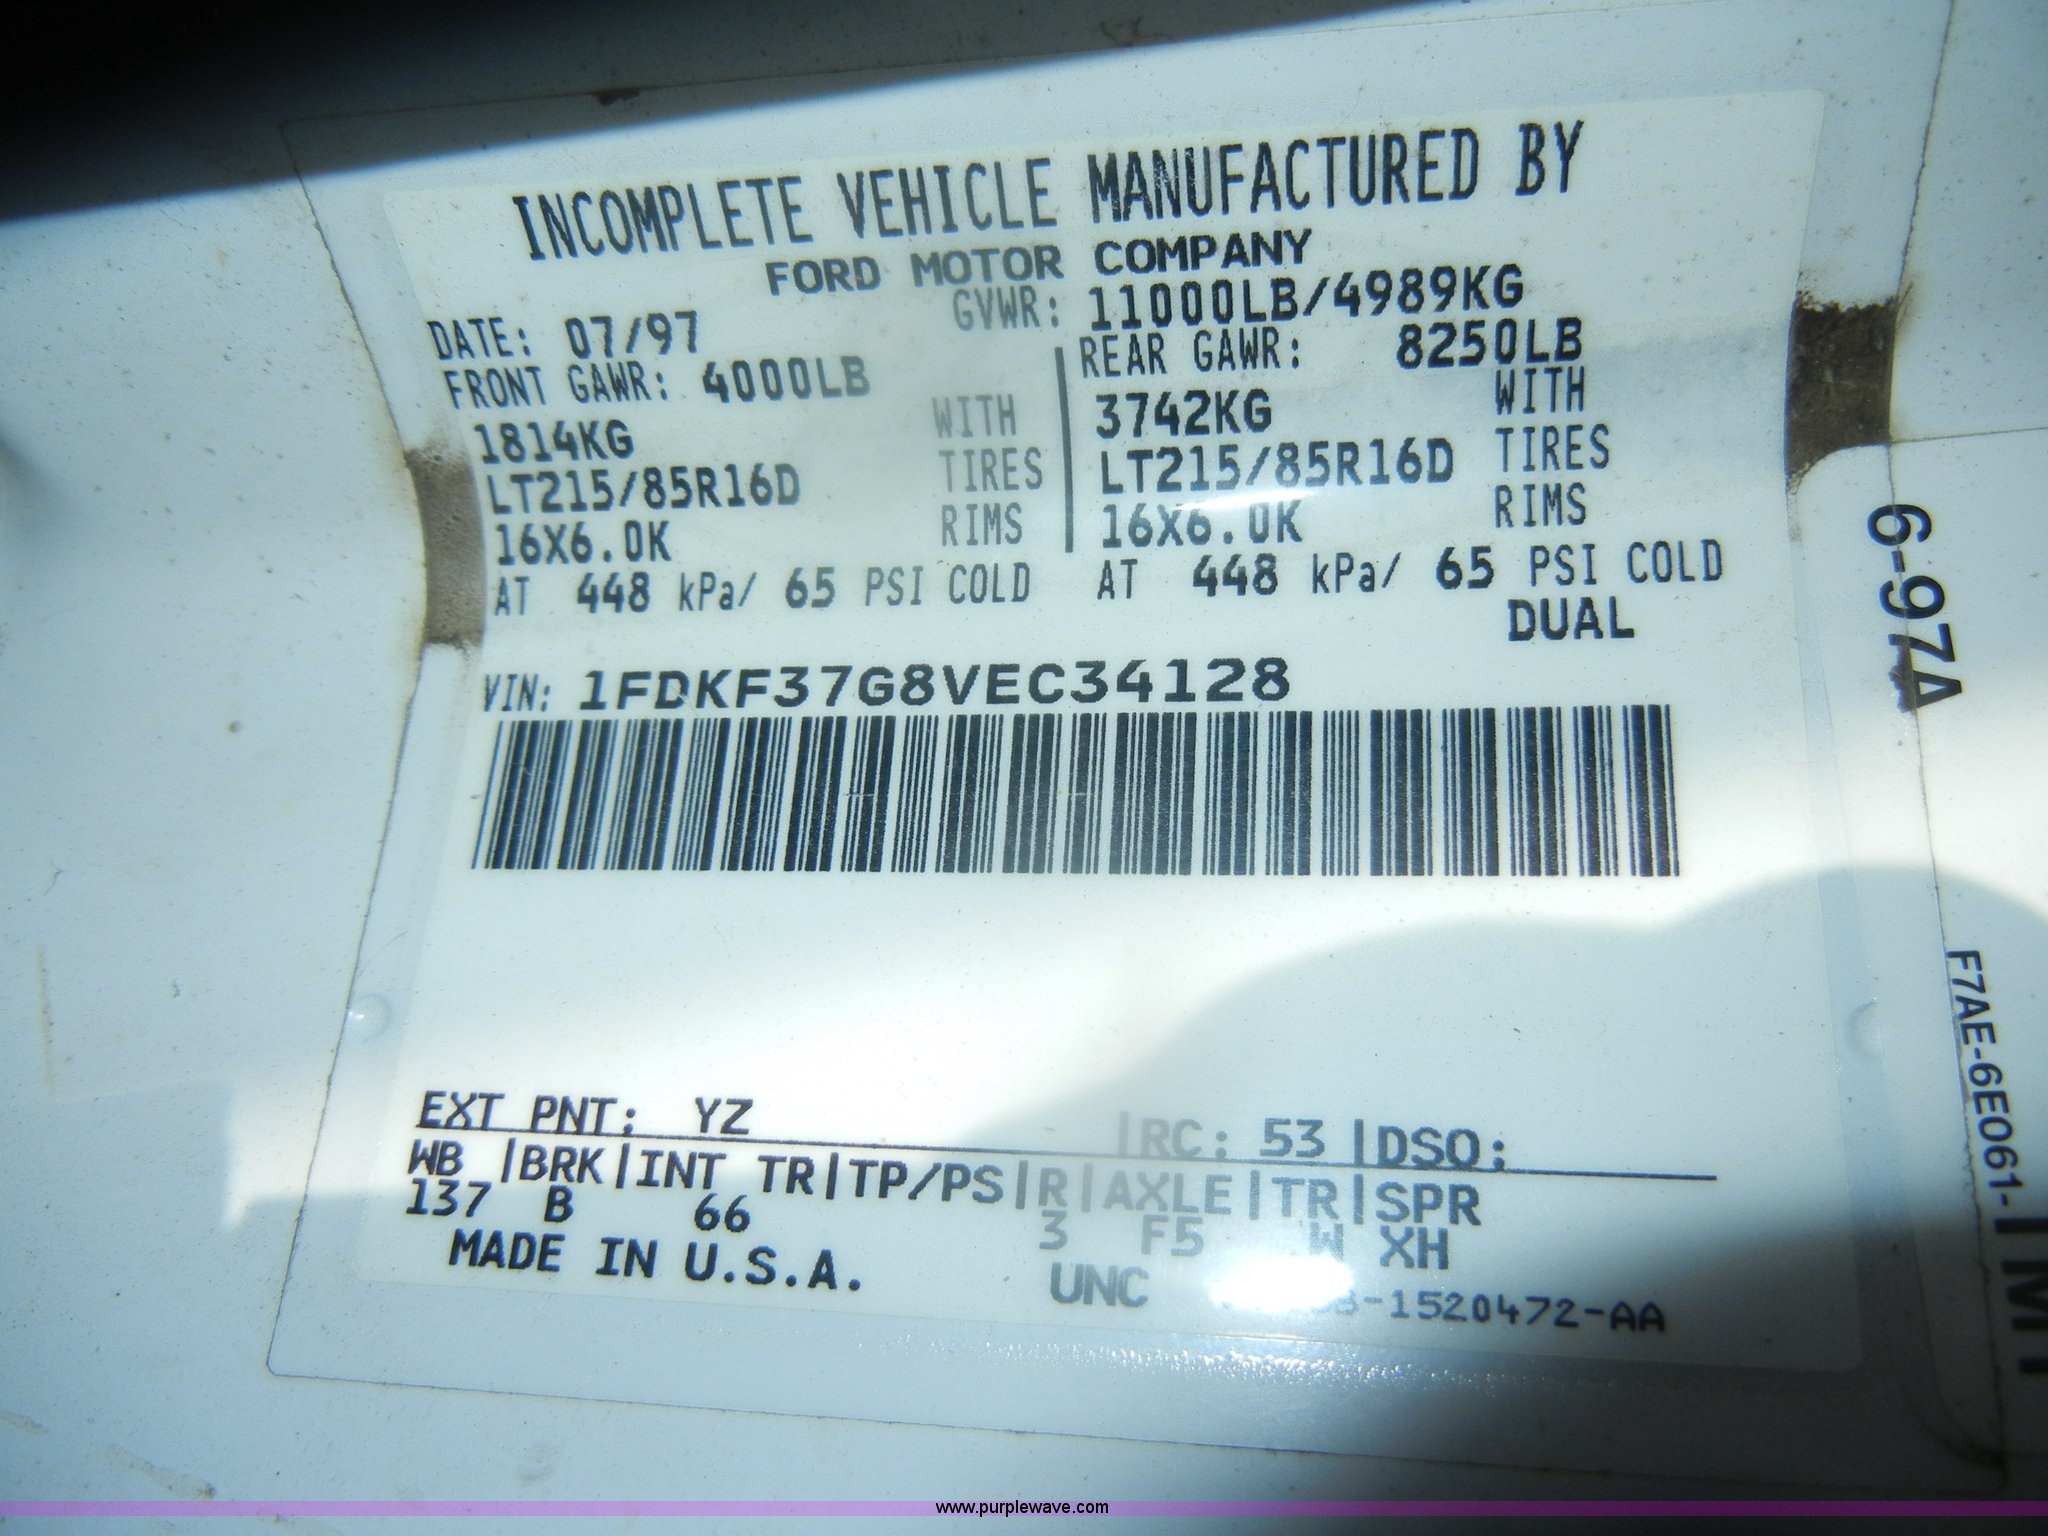 INCOMPLETE VEHICLE MANUFACTURED BY
FORD MOTOR COMPANY
DATE: 07/97 GVWR: 11000LB/4989KG
FRONT GAWR: 4000LB REAR GAWR: 8250LB
1814KG WITH 3742KG WITH
LT215/85R16D TIRES LT215/85R16D TIRES
16X6.0K RIMS 16X6.0K RIMS
AT 448 kPa/ 65 PSI COLD AT 448 kPa/ 65 PSI COLD
DUAL
VIN: 1FDKF37G8VEC34128
EXT PNT: YZ |RC: 53 |DSO:
WB |BRK|INT TR|TP/PS|R|AXLE|TR|SPR
137 B 66 3 F5 W XH
MADE IN U.S.A. UNC -1520472-AA
6-97A
F7AE-6E061-
www.purplewave.com